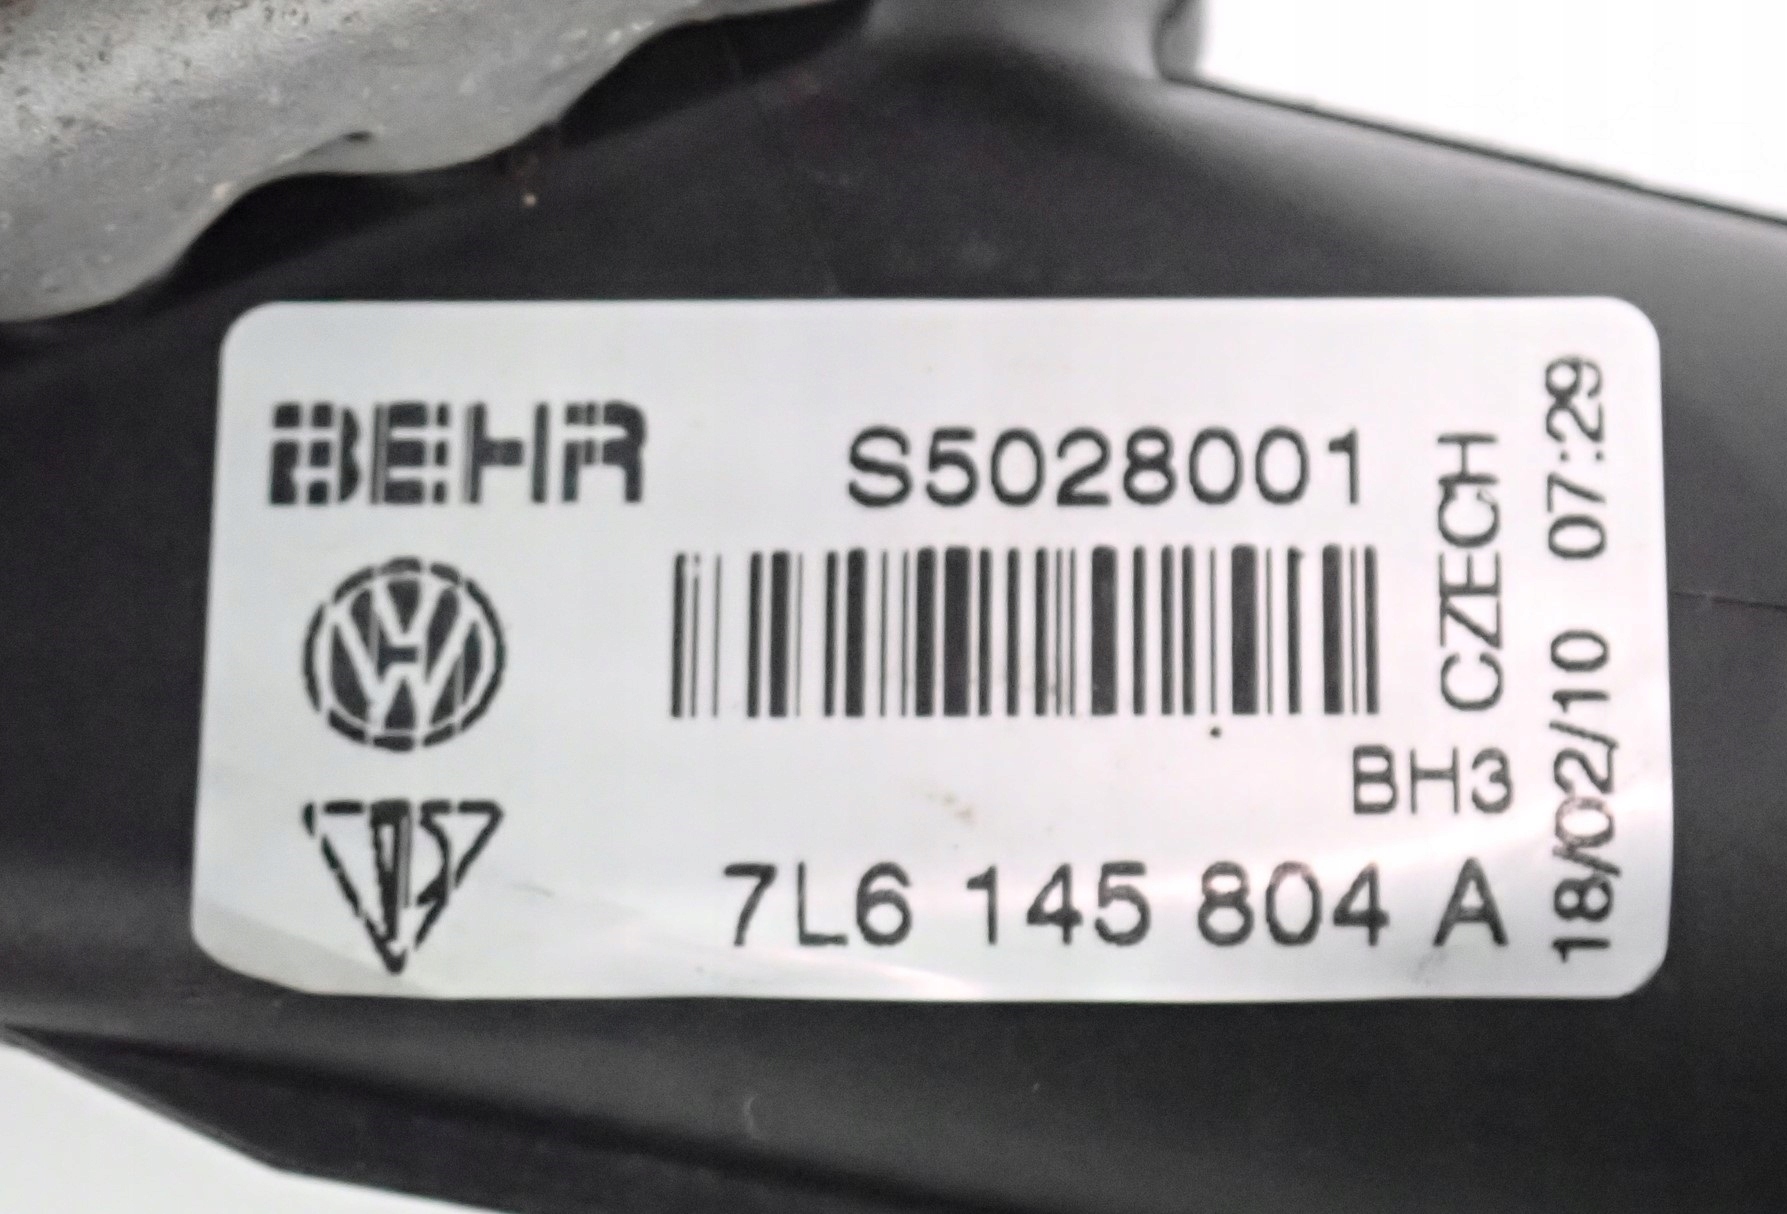 BEHR
S5028001
CZECH
18/02/10 07:29
BH3
7L6 145 804 A